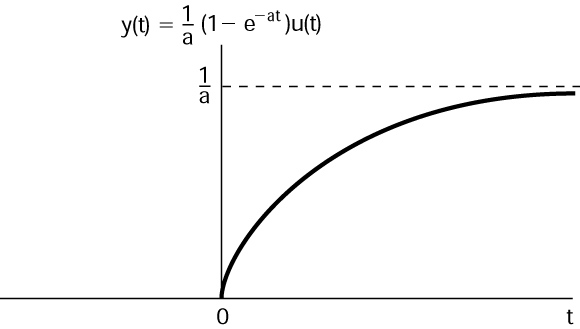 y(t) = 1/a (1− e^−at)u(t)
1/a
0
t